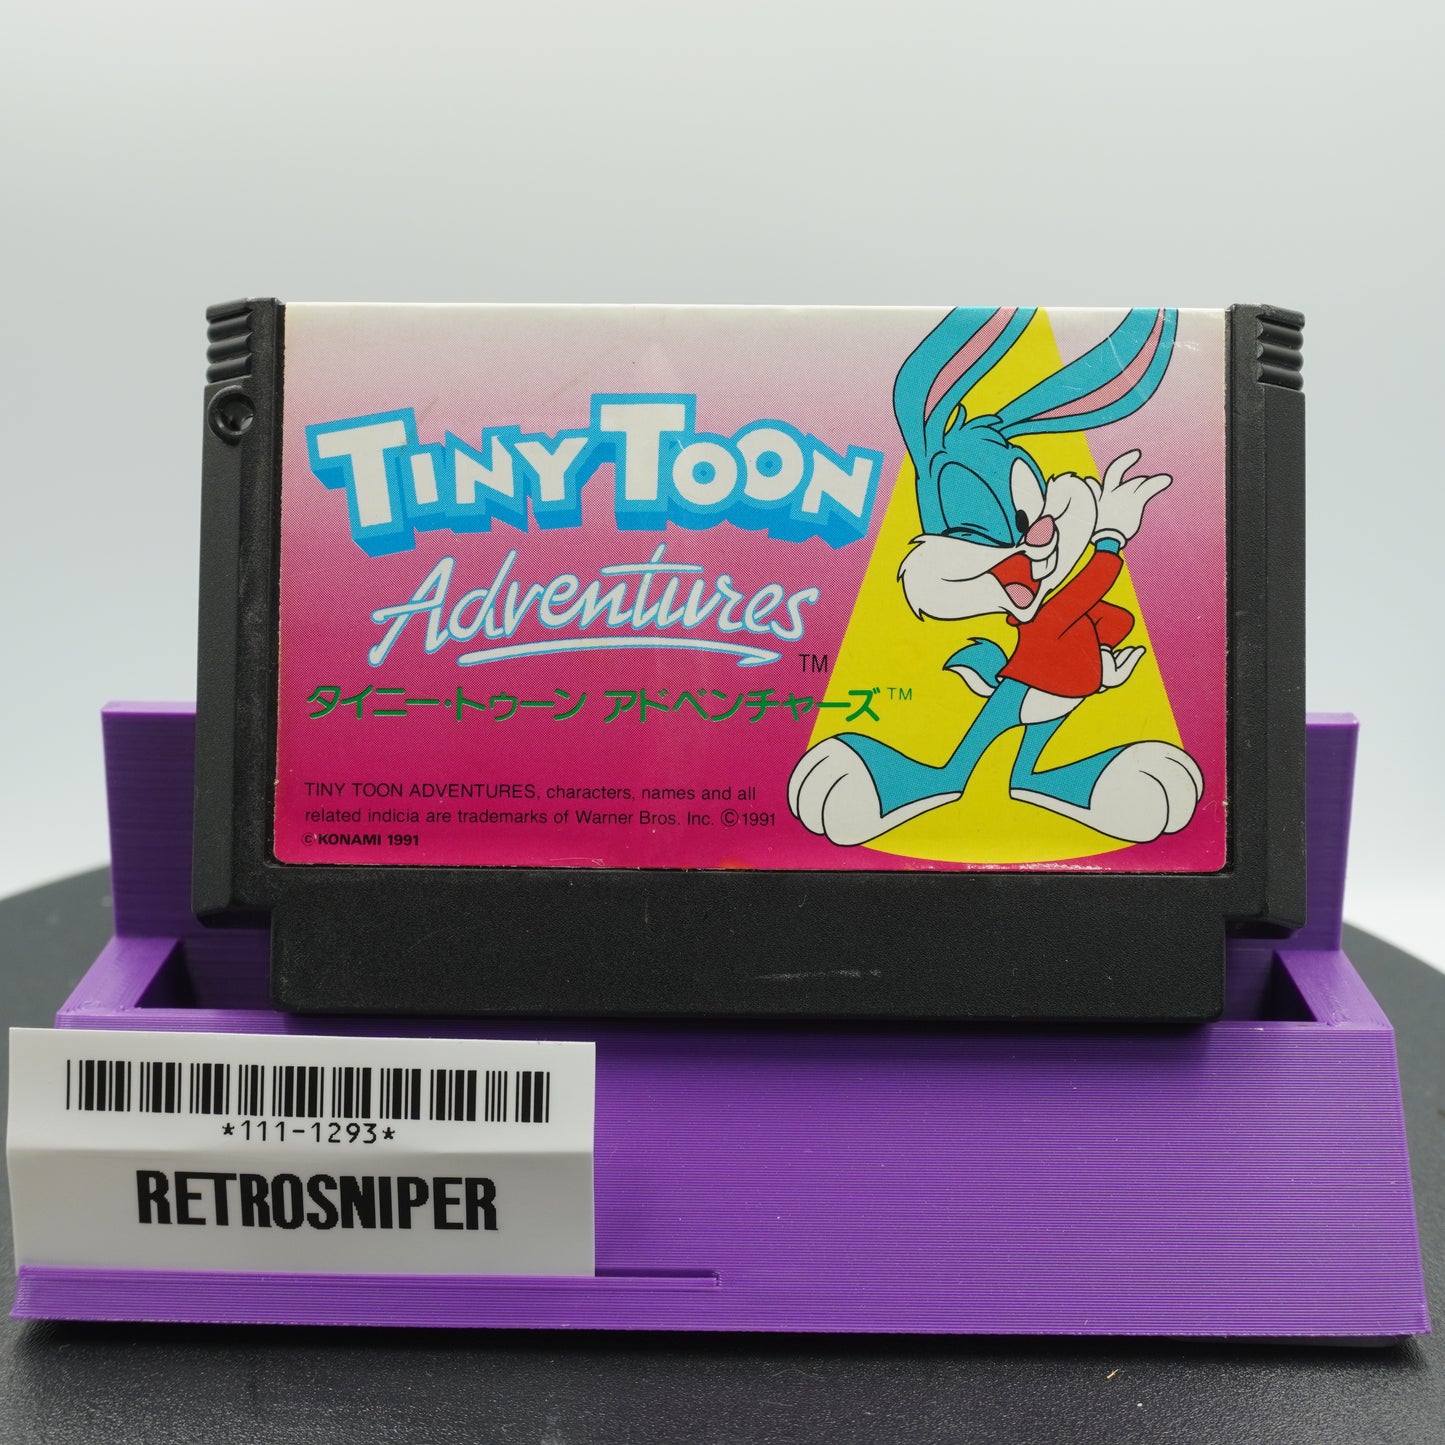 TINY TOON
Adventures TM
タイニー・トゥーン アドベンチャーズ TM
TINY TOON ADVENTURES, characters, names and all
related indicia are trademarks of Warner Bros. Inc. ©1991
© KONAMI 1991
*111-1293*
RETROSNIPER